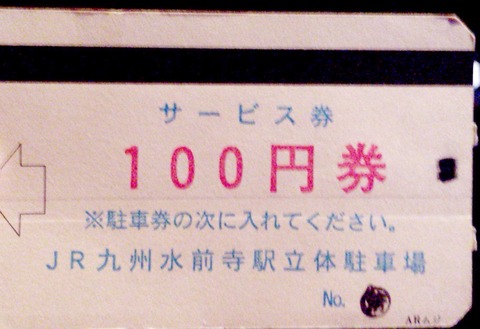 サービス券
100円券
※駐車券の次に入れてください。
JR九州水前寺駅立体駐車場
No.